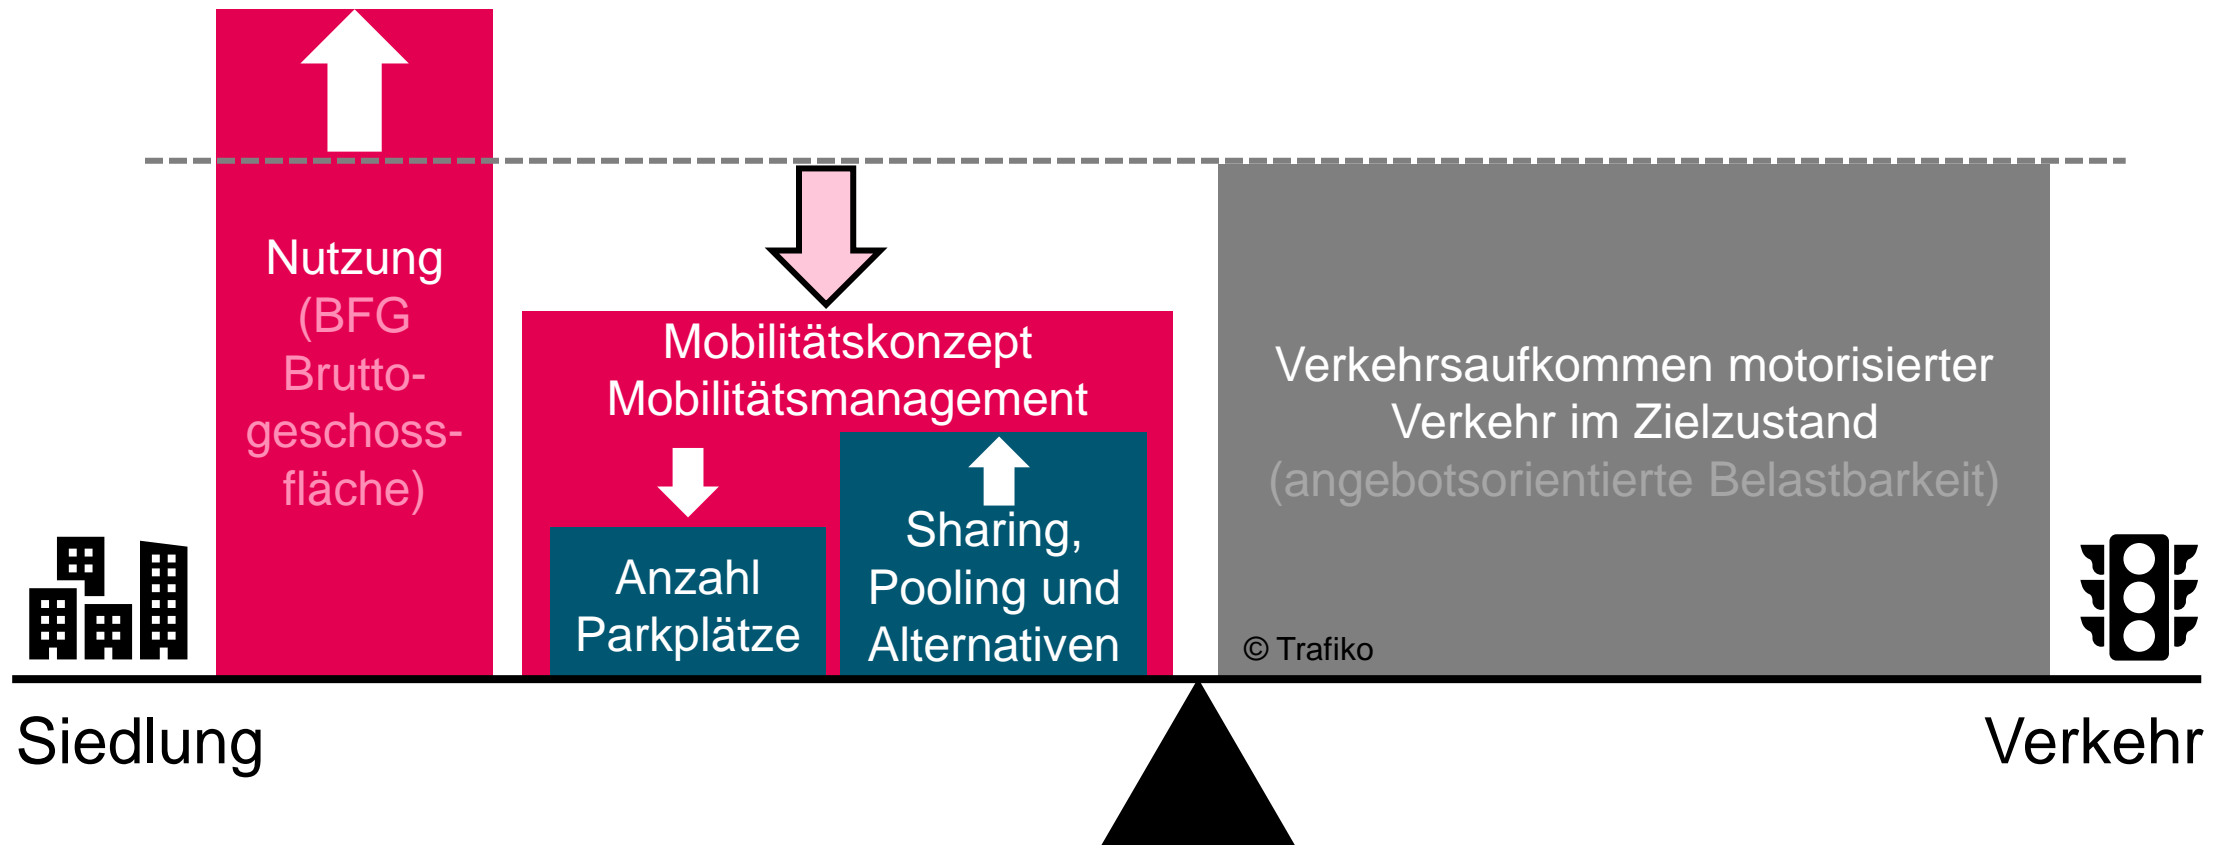 Nutzung
(BFG
Brutto-
geschoss-
fläche)
Mobilitätskonzept
Mobilitätsmanagement
Anzahl
Parkplätze
Sharing,
Pooling und
Alternativen
Verkehrsaufkommen motorisierter
Verkehr im Zielzustand
(angebotsorientierte Belastbarkeit)
© Trafiko
Siedlung
Verkehr